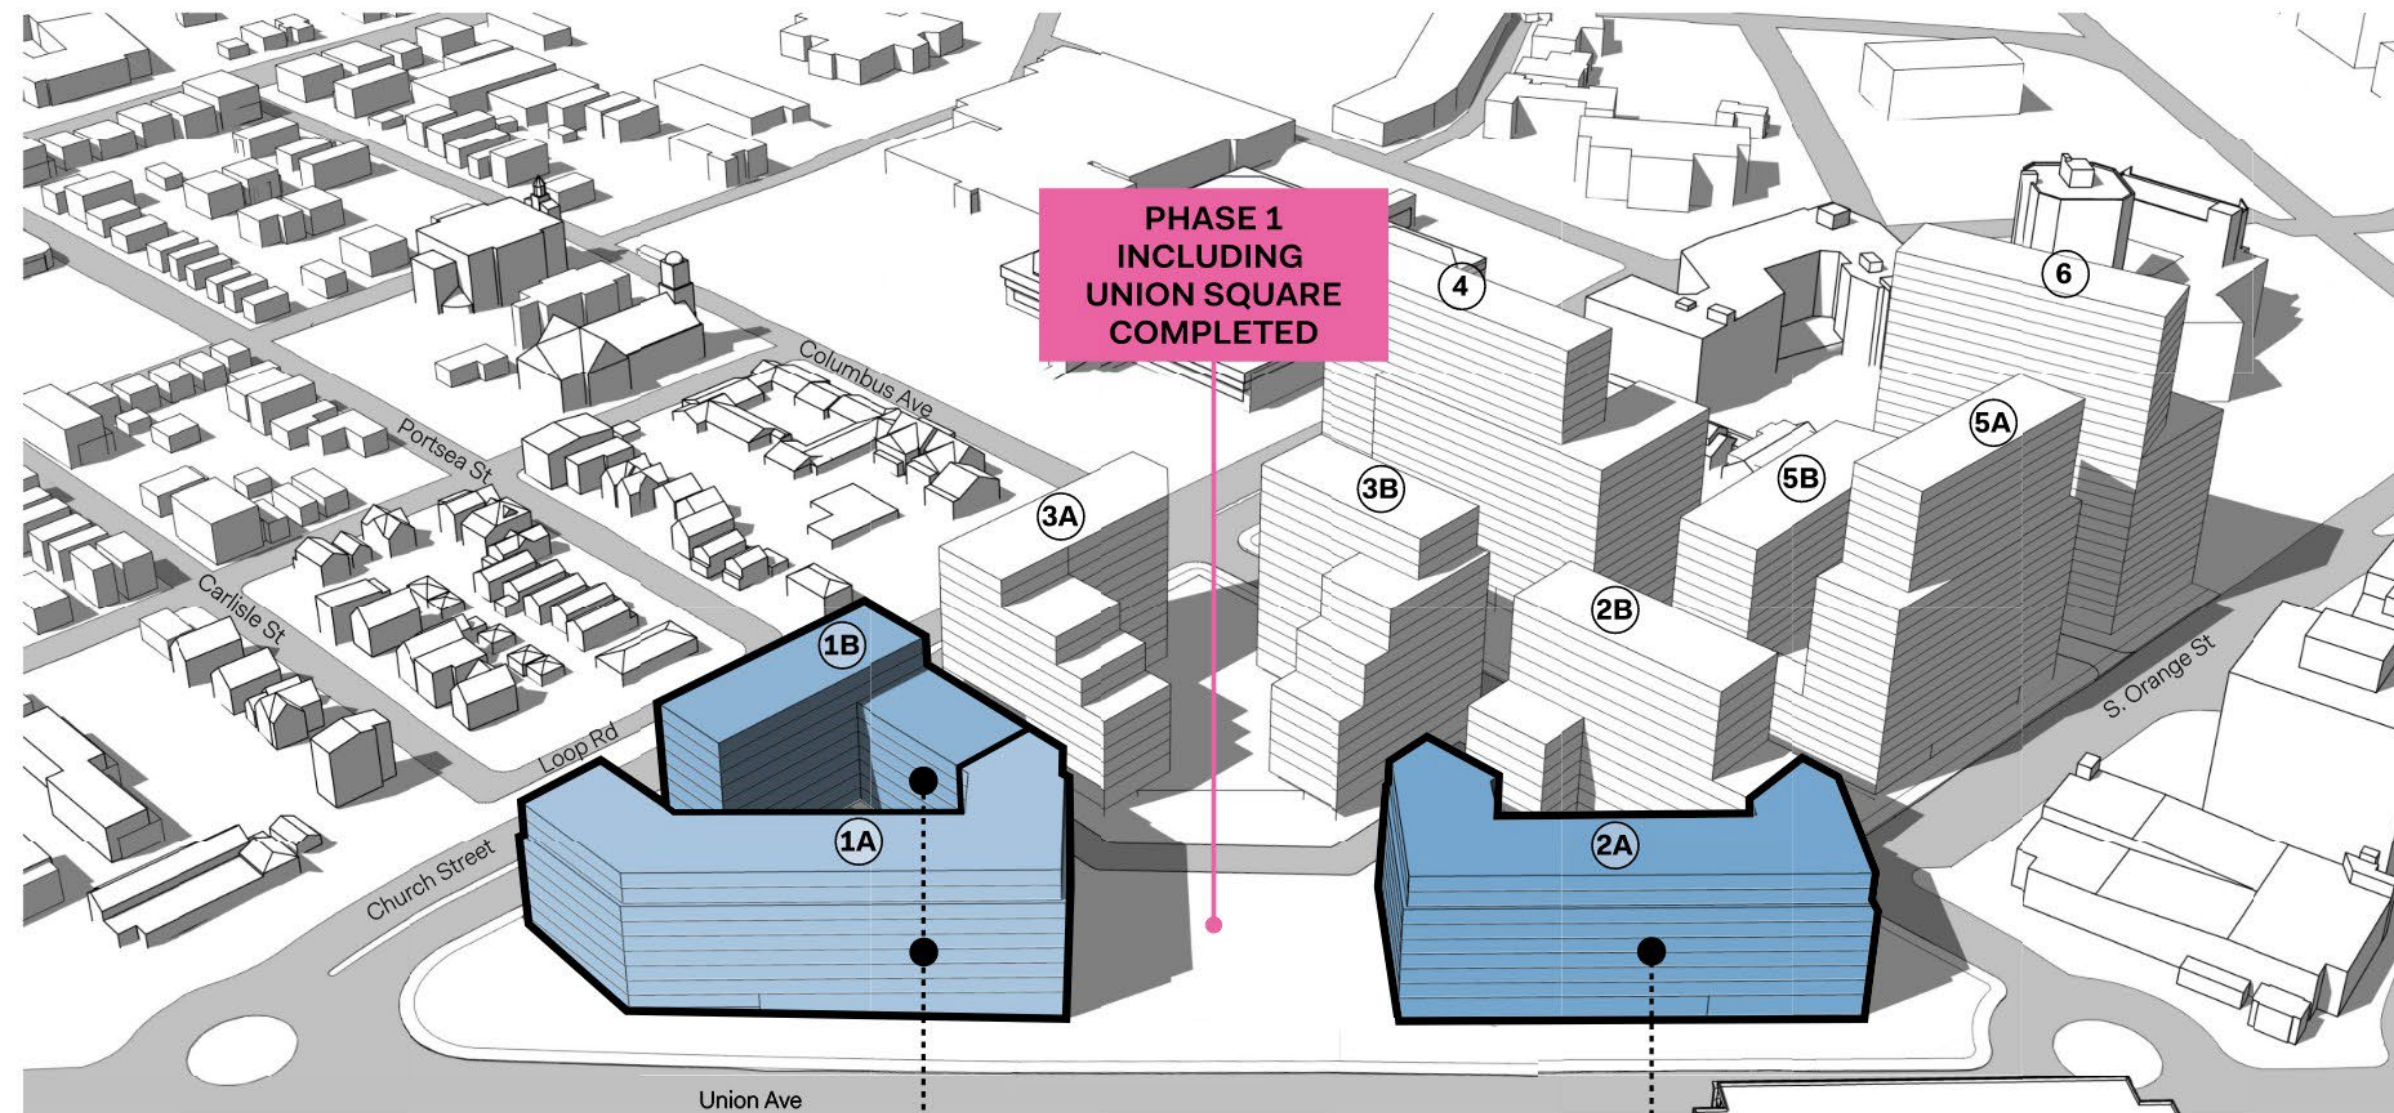 PHASE 1
INCLUDING
UNION SQUARE
COMPLETED
4
6
Columbus Ave
5A
Portsea St
5B
3B
3A
Carlisle St
2B
1B
S. Orange St
Loop Rd
1A
2A
Church Street
Union Ave